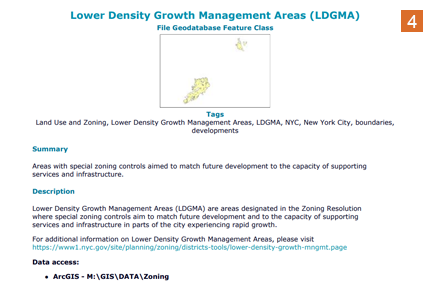 Lower Density Growth Management Areas (LDGMA)
4
File Geodatabase Feature Class
Tags
Land Use and Zoning, Lower Density Growth Management Areas, LDGMA, NYC, New York City, boundaries,
developments
Summary
Areas with special zoning controls aimed to match future development to the capacity of supporting
services and infrastructure.
Description
Lower Density Growth Management Areas (LDGMA) are areas designated in the Zoning Resolution
where special zoning controls aim to match future development and to the capacity of supporting
services and infrastructure in parts of the city experiencing rapid growth.
For additional information on Lower Density Growth Management Areas, please visit
https://www1.nyc.gov/site/planning/zoning/districts-tools/lower-density-growth-mngmt.page
Data access:
• ArcGIS - M:\GIS\DATA\Zoning